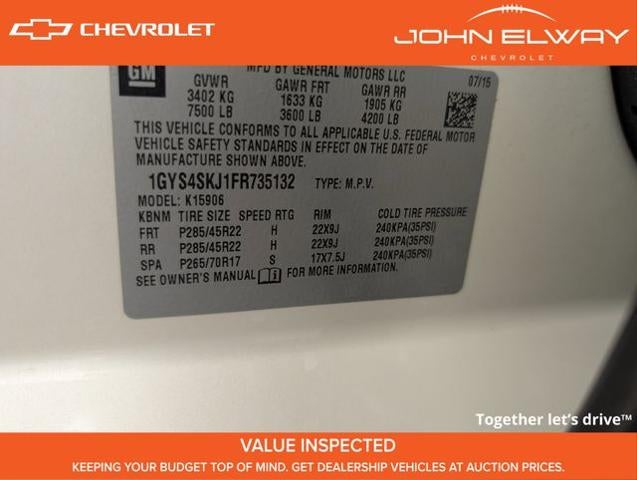 CHEVROLET
JOHN ELWAY
CHEVROLET
GM
MFD BY GENERAL MOTORS LLC
07/15
GVWR GAWR FRT GAWR RR
3402 KG 1633 KG 1905 KG
7500 LB 3600 LB 4200 LB
THIS VEHICLE CONFORMS TO ALL APPLICABLE U.S. FEDERAL MOTOR
VEHICLE SAFETY STANDARDS IN EFFECT ON THE DATE OF
MANUFACTURE SHOWN ABOVE.
1GYS4SKJ1FR735132 TYPE: M.P.V.
MODEL: K15906
KBNM TIRE SIZE SPEED RTG RIM COLD TIRE PRESSURE
FRT P285/45R22 H 22X9J 240KPA(35PSI)
RR P285/45R22 H 22X9J 240KPA(35PSI)
SPA P265/70R17 S 17X7.5J 240KPA(35PSI)
SEE OWNER'S MANUAL i FOR MORE INFORMATION.
Together let's drive™
VALUE INSPECTED
KEEPING YOUR BUDGET TOP OF MIND. GET DEALERSHIP VEHICLES AT AUCTION PRICES.